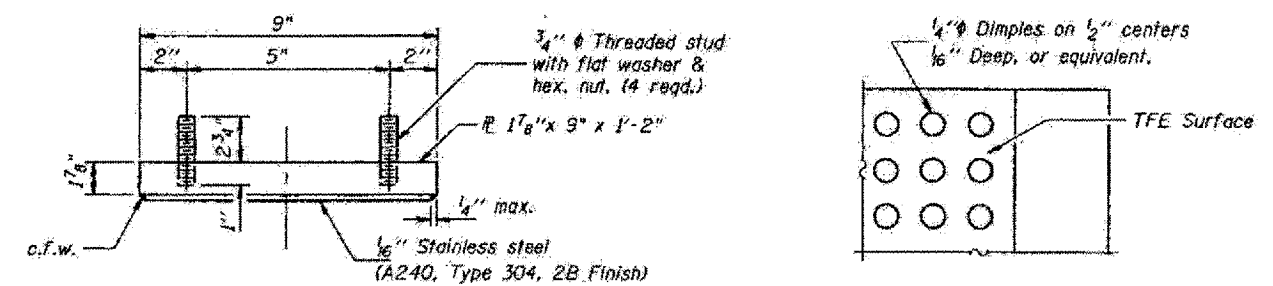 9"
2" 5" 2"
3/4" ϕ Threaded stud
with flat washer &
hex. nut. (4 reqd.)
℄ 1 7/8" x 9" x 1'-2"
2 3/4"
1 7/8"
1"
1/4" max.
c.f.w.
1/16" Stainless steel
(A240, Type 304, 2B Finish)
1/4" ϕ Dimples on 1/2" centers
1/16" Deep, or equivalent.
TFE Surface